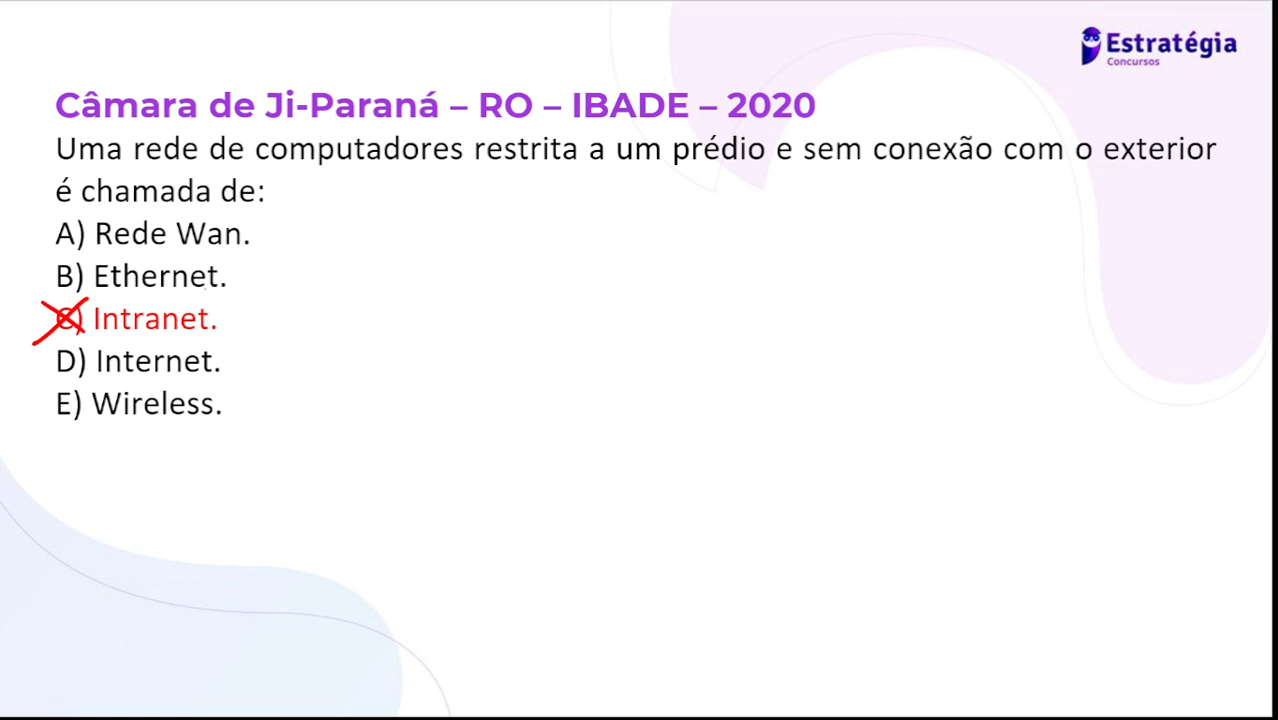 Estratégia
Concursos
Câmara de Ji-Paraná – RO – IBADE – 2020
Uma rede de computadores restrita a um prédio e sem conexão com o exterior
é chamada de:
A) Rede Wan.
B) Ethernet.
C) Intranet.
D) Internet.
E) Wireless.